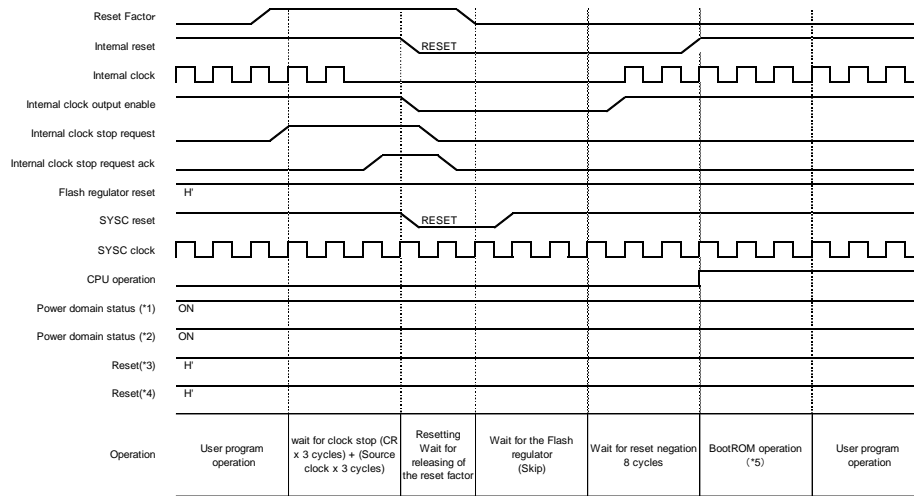 Reset Factor
Internal reset
RESET
Internal clock
Internal clock output enable
Internal clock stop request
Internal clock stop request ack
Flash regulator reset
H'
SYSC reset
RESET
SYSC clock
CPU operation
Power domain status (*1)
ON
Power domain status (*2)
ON
Reset(*3)
H'
Reset(*4)
H'
Operation
User program
operation
wait for clock stop (CR
x 3 cycles) + (Source
clock x 3 cycles)
Resetting
Wait for
releasing of
the reset factor
Wait for the Flash
regulator
(Skip)
Wait for reset negation
8 cycles
BootROM operation
(*5)
User program
operation